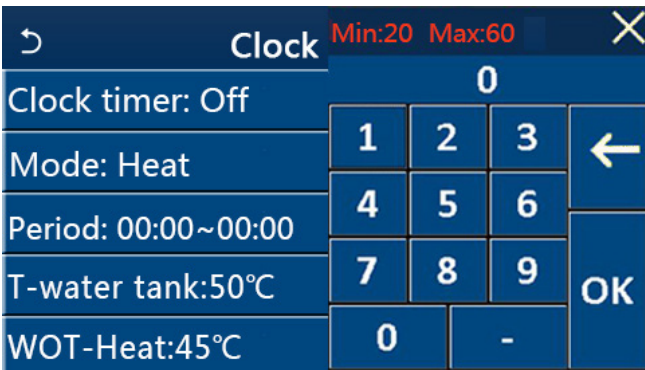 Clock
Clock timer: Off
Mode: Heat
Period: 00:00~00:00
T-water tank:50℃
WOT-Heat:45℃
Min:20 Max:60
0
1 2 3
4 5 6
7 8 9
OK
0 -